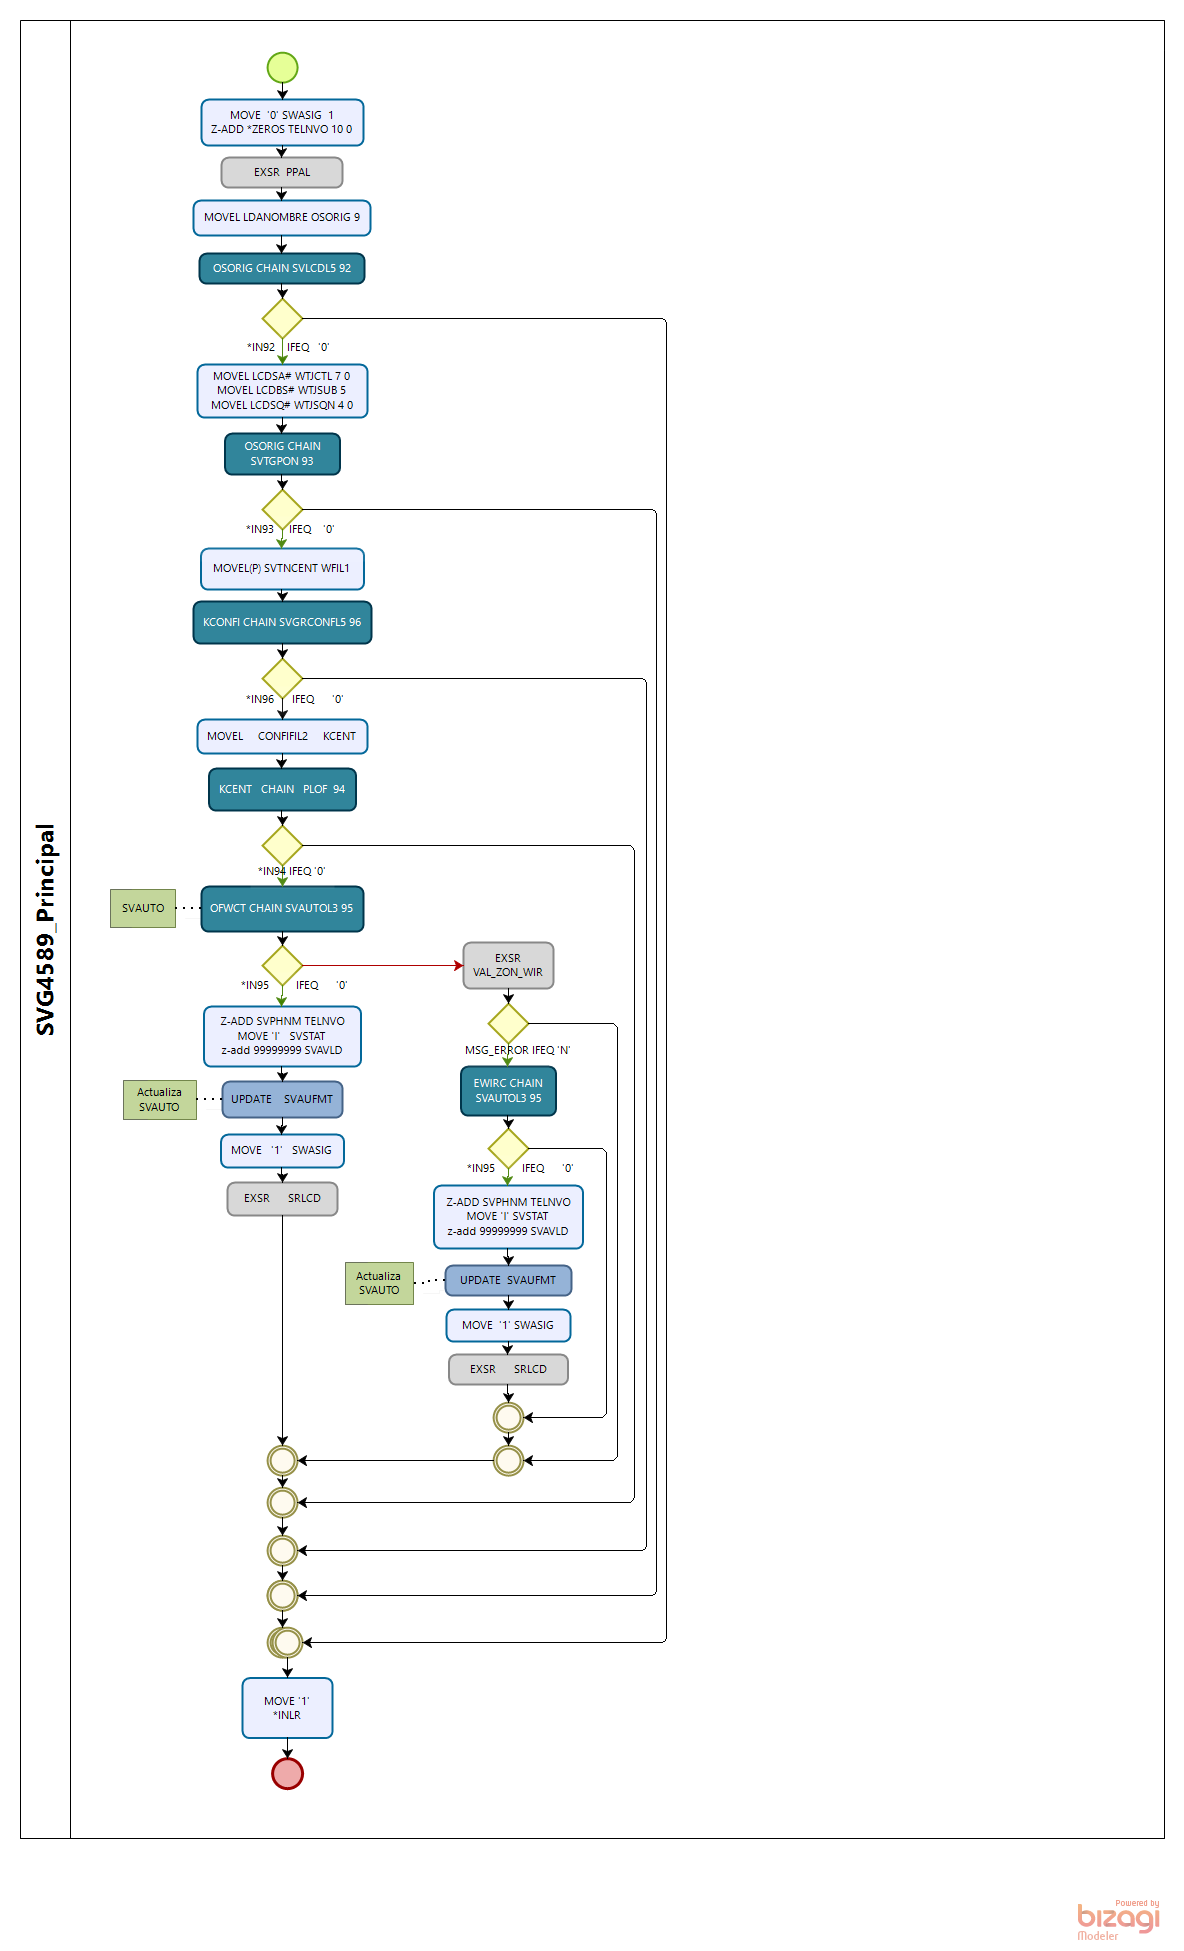 SVG4589_Principal
MOVE '0' SWASIG 1
Z-ADD *ZEROS TELNVO 10 0
EXSR PPAL
MOVEL LDANOMBRE OSORIG 9
OSORIG CHAIN SVLCDL5 92
*IN92 IFEQ '0'
MOVEL LCDSA# WTJCTL 7 0
MOVEL LCDBS# WTJSUB 5
MOVEL LCDSQ# WTJSQN 4 0
OSORIG CHAIN
SVTGPON 93
*IN93 IFEQ '0'
MOVEL(P) SVTNCENT WFIL1
KCONFI CHAIN SVGRCONFL5 96
*IN96 IFEQ '0'
MOVEL CONFIFIL2 KCENT
KCENT CHAIN PLOF 94
*IN94 IFEQ '0'
SVAUTO
OFWCT CHAIN SVAUTOL3 95
*IN95 IFEQ '0'
Z-ADD SVPHNM TELNVO
MOVE 'I' SVSTAT
z-add 99999999 SVAVLD
Actualiza
SVAUTO
UPDATE SVAUFMT
MOVE '1' SWASIG
EXSR SRLCD
EXSR
VAL_ZON_WIR
MSG_ERROR IFEQ 'N'
EWIRC CHAIN
SVAUTOL3 95
*IN95 IFEQ '0'
Z-ADD SVPHNM TELNVO
MOVE 'I' SVSTAT
z-add 99999999 SVAVLD
Actualiza
SVAUTO
UPDATE SVAUFMT
MOVE '1' SWASIG
EXSR SRLCD
MOVE '1'
*INLR
Powered by
bizagi
Modeler